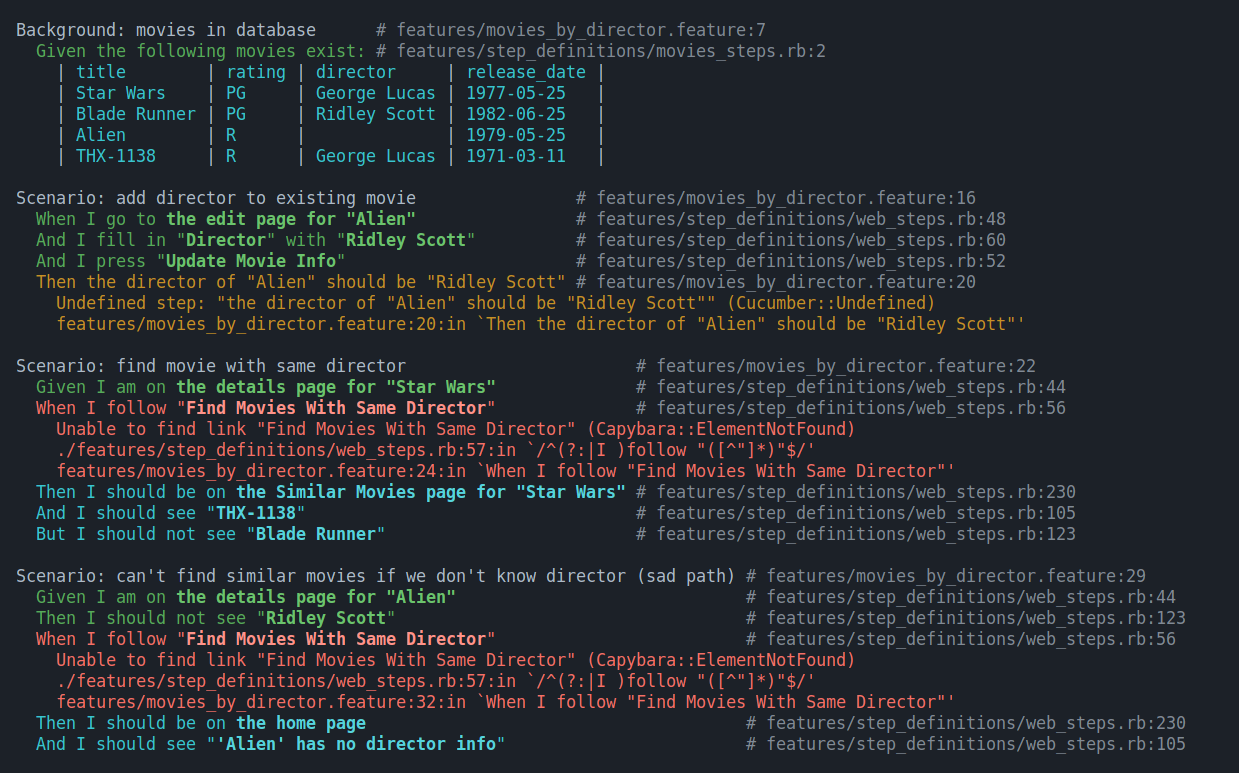 Background: movies in database      # features/movies_by_director.feature:7
  Given the following movies exist: # features/step_definitions/movies_steps.rb:2
    | title        | rating | director     | release_date |
    | Star Wars    | PG     | George Lucas | 1977-05-25   |
    | Blade Runner | PG     | Ridley Scott | 1982-06-25   |
    | Alien        | R      |              | 1979-05-25   |
    | THX-1138     | R      | George Lucas | 1971-03-11   |

Scenario: add director to existing movie                # features/movies_by_director.feature:16
  When I go to the edit page for "Alien"                # features/step_definitions/web_steps.rb:48
  And I fill in "Director" with "Ridley Scott"          # features/step_definitions/web_steps.rb:60
  And I press "Update Movie Info"                       # features/step_definitions/web_steps.rb:52
  Then the director of "Alien" should be "Ridley Scott" # features/movies_by_director.feature:20
    Undefined step: "the director of "Alien" should be "Ridley Scott"" (Cucumber::Undefined)
    features/movies_by_director.feature:20:in `Then the director of "Alien" should be "Ridley Scott"'

Scenario: find movie with same director                       # features/movies_by_director.feature:22
  Given I am on the details page for "Star Wars"              # features/step_definitions/web_steps.rb:44
  When I follow "Find Movies With Same Director"              # features/step_definitions/web_steps.rb:56
    Unable to find link "Find Movies With Same Director" (Capybara::ElementNotFound)
    ./features/step_definitions/web_steps.rb:57:in `/^(?:|I )follow "([^"]*)"$/'
    features/movies_by_director.feature:24:in `When I follow "Find Movies With Same Director"'
  Then I should be on the Similar Movies page for "Star Wars" # features/step_definitions/web_steps.rb:230
  And I should see "THX-1138"                                 # features/step_definitions/web_steps.rb:105
  But I should not see "Blade Runner"                         # features/step_definitions/web_steps.rb:123

Scenario: can't find similar movies if we don't know director (sad path) # features/movies_by_director.feature:29
  Given I am on the details page for "Alien"                             # features/step_definitions/web_steps.rb:44
  Then I should not see "Ridley Scott"                                   # features/step_definitions/web_steps.rb:123
  When I follow "Find Movies With Same Director"                         # features/step_definitions/web_steps.rb:56
    Unable to find link "Find Movies With Same Director" (Capybara::ElementNotFound)
    ./features/step_definitions/web_steps.rb:57:in `/^(?:|I )follow "([^"]*)"$/'
    features/movies_by_director.feature:32:in `When I follow "Find Movies With Same Director"'
  Then I should be on the home page                                      # features/step_definitions/web_steps.rb:230
  And I should see "'Alien' has no director info"                        # features/step_definitions/web_steps.rb:105